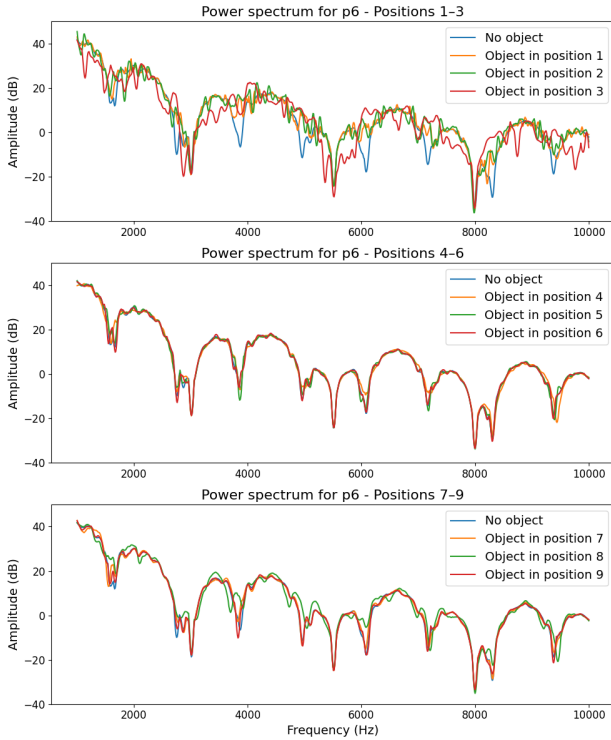 Power spectrum for p6 - Positions 1–3
Amplitude (dB)
40
20
0
−20
−40
No object
Object in position 1
Object in position 2
Object in position 3
2000
4000
6000
8000
10000
Power spectrum for p6 - Positions 4–6
Amplitude (dB)
40
20
0
−20
−40
No object
Object in position 4
Object in position 5
Object in position 6
2000
4000
6000
8000
10000
Power spectrum for p6 - Positions 7–9
Amplitude (dB)
40
20
0
−20
−40
No object
Object in position 7
Object in position 8
Object in position 9
2000
4000
6000
8000
10000
Frequency (Hz)